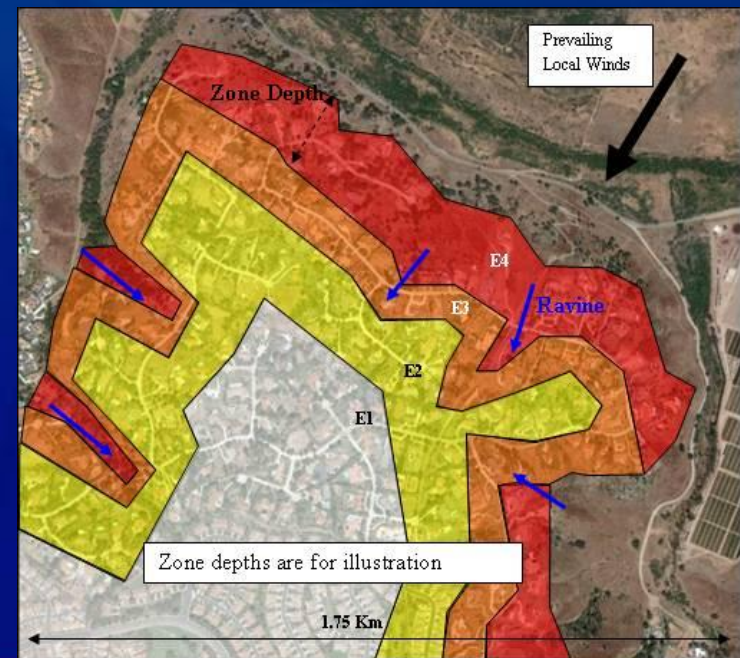 Prevailing
Local Winds
Zone Depth
E4
Ravine
E3
E2
E1
Zone depths are for illustration
1.75 Km